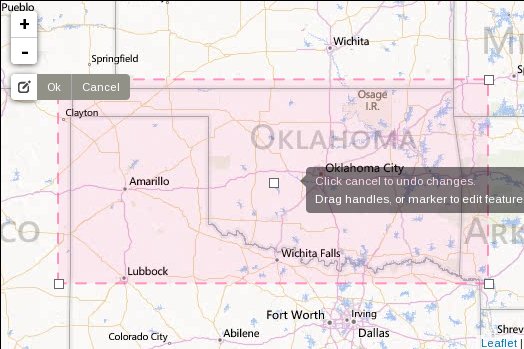 Pueblo
+
-
Springfield
Wichita
Ok Cancel
Osage
I.R.
Clayton
OKLAHOMA
Oklahoma City
Amarillo
Click cancel to undo changes.
Drag handles, or marker to edit feature
CO
ARK
Wichita Falls
Lubbock
Fort Worth
Irving
Dallas
Colorado City
Abilene
Shrev
Leaflet